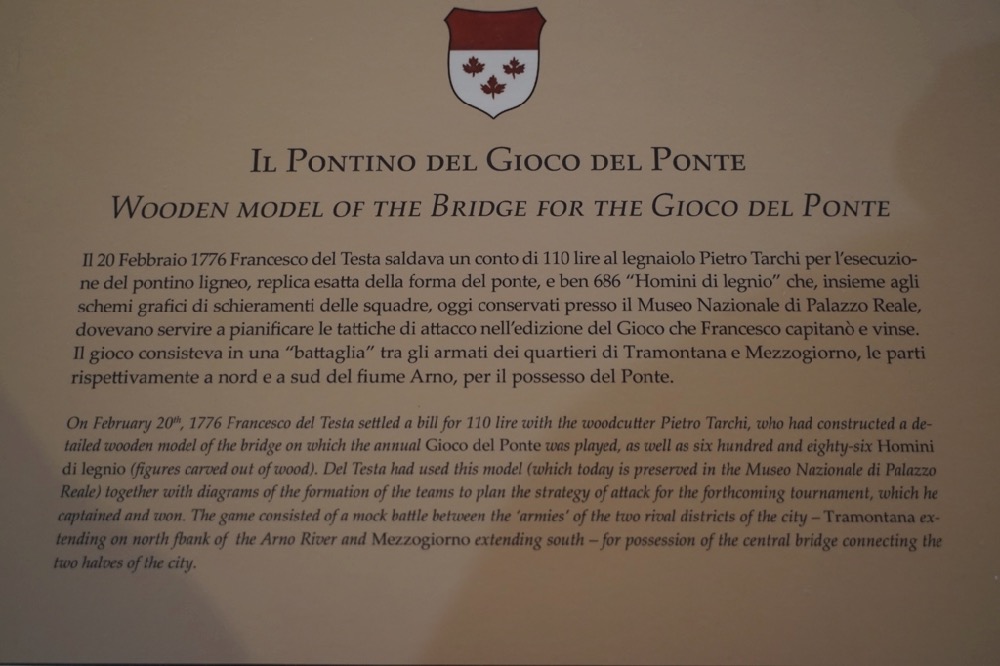 Il Pontino del Gioco del Ponte
Wooden model of the Bridge for the Gioco del Ponte
Il 20 Febbraio 1776 Francesco del Testa saldava un conto di 110 lire al legnaiolo Pietro Tarchi per l'esecuzio-
ne del pontino ligneo, replica esatta della forma del ponte, e ben 686 "Homini di legnio" che, insieme agli
schemi grafici di schieramenti delle squadre, oggi conservati presso il Museo Nazionale di Palazzo Reale,
dovevano servire a pianificare le tattiche di attacco nell'edizione del Gioco che Francesco capitanò e vinse.
Il gioco consisteva in una "battaglia" tra gli armati dei quartieri di Tramontana e Mezzogiorno, le parti
rispettivamente a nord e a sud del fiume Arno, per il possesso del Ponte.
On February 20th, 1776 Francesco del Testa settled a bill for 110 lire with the woodcutter Pietro Tarchi, who had constructed a de-
tailed wooden model of the bridge on which the annual Gioco del Ponte was played, as well as six hundred and eighty-six Homini
di legnio (figures carved out of wood). Del Testa had used this model (which today is preserved in the Museo Nazionale di Palazzo
Reale) together with diagrams of the formation of the teams to plan the strategy of attack for the forthcoming tournament, which he
captained and won. The game consisted of a mock battle between the 'armies' of the two rival districts of the city – Tramontana ex-
tending on north fbank of the Arno River and Mezzogiorno extending south – for possession of the central bridge connecting the
two halves of the city.